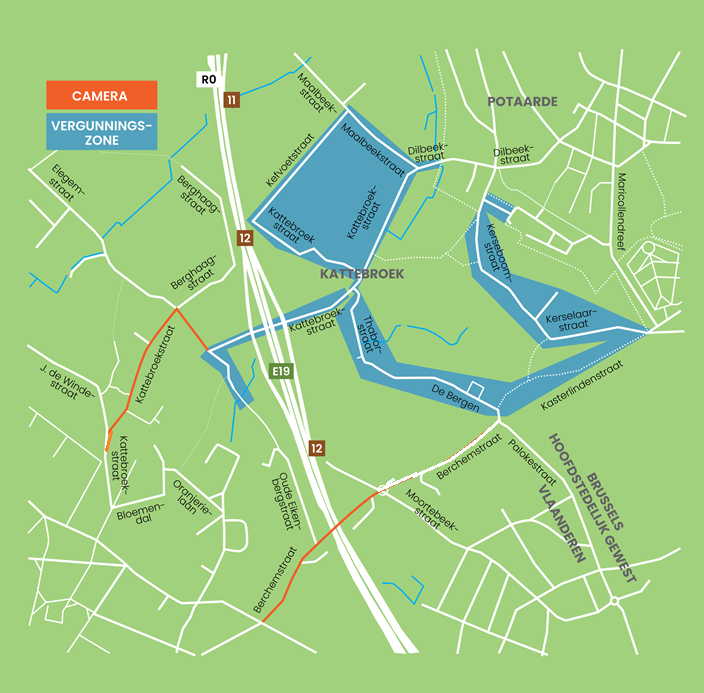 R0
11
CAMERA
VERGUNNINGS-
ZONE
POTAARDE
Maalbeek-
straat
Maalbeekstraat
Dilbeek-
straat
Dilbeek-
straat
Kefvoetstraat
Elegem-
straat
Berghaag-
straat
Kattebroek
straat
Kattebroek-
straat
Maricollendreef
12
Kerseboom-
straat
Berghaag-
straat
KATTEBROEK
Kattebroek-
straat
Thabor-
straat
Kerselaar-
straat
Kattebroekstraat
J. de Winde-
straat
E19
De Bergen
Kasterlindenstraat
Kattebroek-
straat
12
Berchemstraat
Palokestraat
BRUSSELS
HOOFDSTEDELIJK GEWEST
VLAANDEREN
Oranjerie-
laan
Bloemen-
dal
Oude Eiken-
bergstraat
Moortebeek-
straat
Berchemstraat